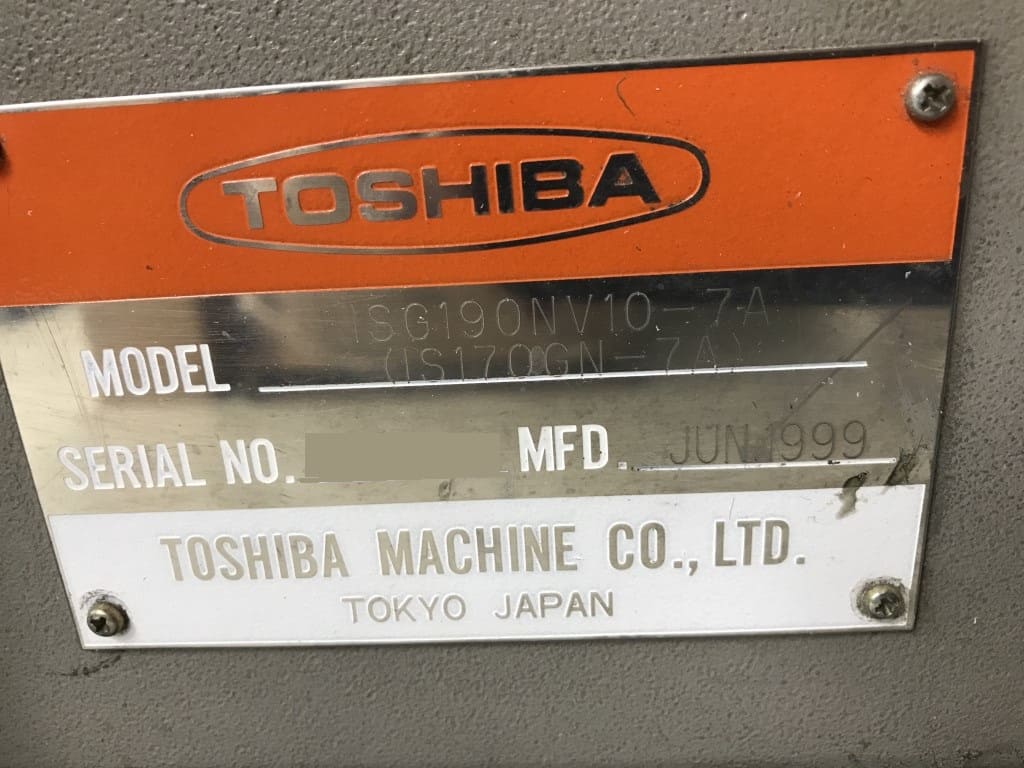 TOSHIBA
ISG190NV10-7A
MODEL (IS170GN-7A)
SERIAL NO. MFD. JUN.1999
TOSHIBA MACHINE CO., LTD.
TOKYO JAPAN